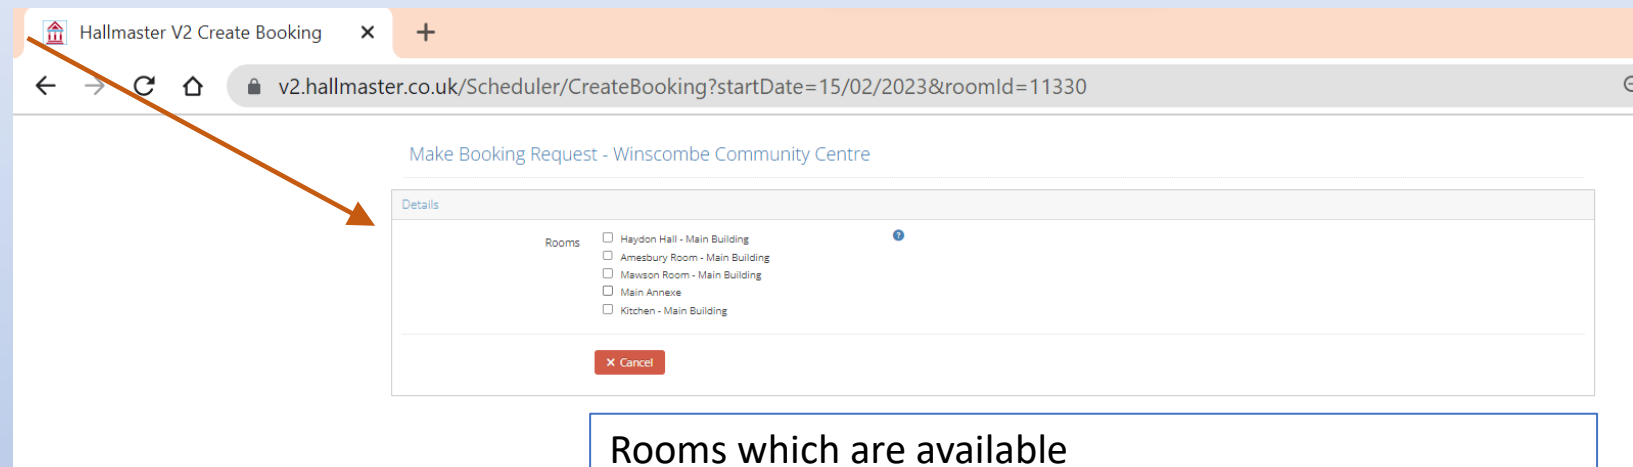 Hallmaster V2 Create Booking
v2.hallmaster.co.uk/Scheduler/CreateBooking?startDate=15/02/2023&roomId=11330
Make Booking Request - Winscombe Community Centre
Details
Rooms
Haydon Hall - Main Building
Amesbury Room - Main Building
Mawson Room - Main Building
Main Annexe
Kitchen - Main Building
Cancel
Rooms which are available